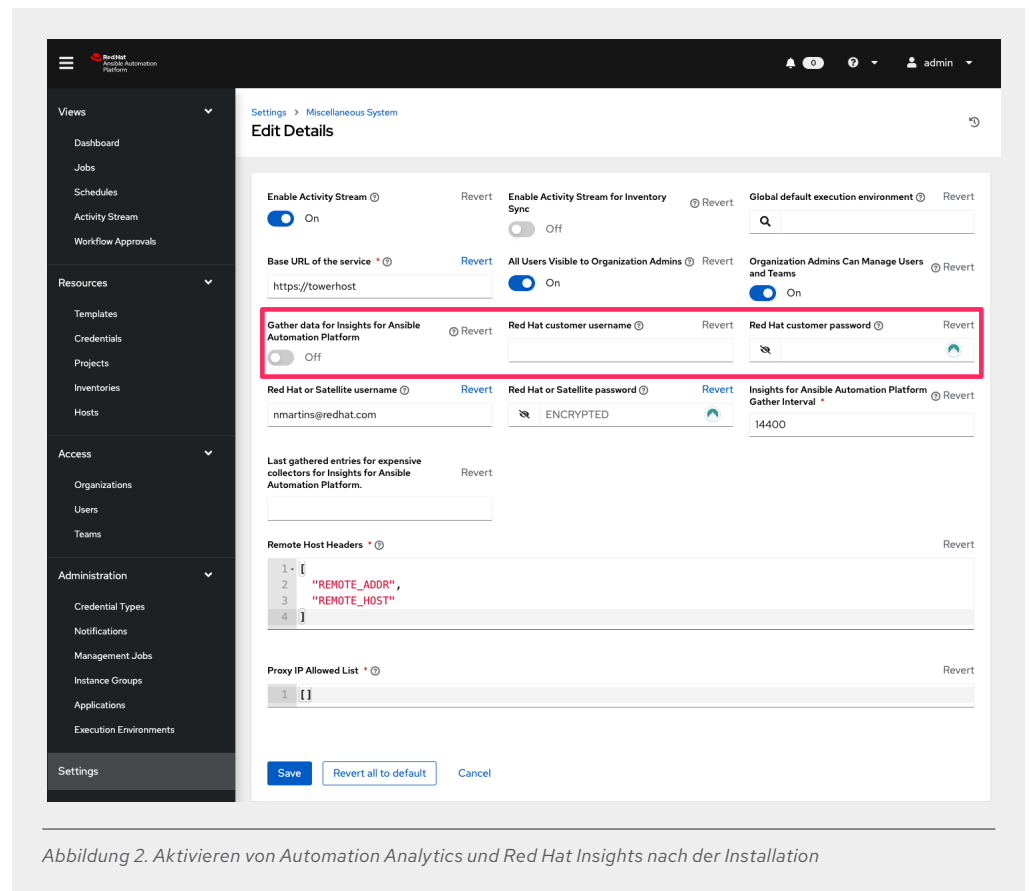 Red Hat
Ansible Automation
Platform
0
admin
Views
Dashboard
Jobs
Schedules
Activity Stream
Workflow Approvals
Resources
Templates
Credentials
Projects
Inventories
Hosts
Access
Organizations
Users
Teams
Administration
Credential Types
Notifications
Management Jobs
Instance Groups
Applications
Execution Environments
Settings
Settings > Miscellaneous System
Edit Details
Enable Activity Stream Revert
On
Enable Activity Stream for Inventory
Sync
Revert
Off
Global default execution environment Revert
Base URL of the service * Revert
https://towerhost
All Users Visible to Organization Admins Revert
On
Organization Admins Can Manage Users
and Teams
Revert
On
Gather data for Insights for Ansible
Automation Platform
Revert
Off
Red Hat customer username Revert
Red Hat customer password Revert
Red Hat or Satellite username Revert
nmartins@redhat.com
Red Hat or Satellite password Revert
ENCRYPTED
Insights for Ansible Automation Platform
Gather Interval *
Revert
14400
Last gathered entries for expensive
collectors for Insights for Ansible
Automation Platform.
Revert
Remote Host Headers * Revert
1 [
2 "REMOTE_ADDR",
3 "REMOTE_HOST"
4 ]
Proxy IP Allowed List * Revert
1 []
Save Revert all to default Cancel
Abbildung 2. Aktivieren von Automation Analytics und Red Hat Insights nach der Installation